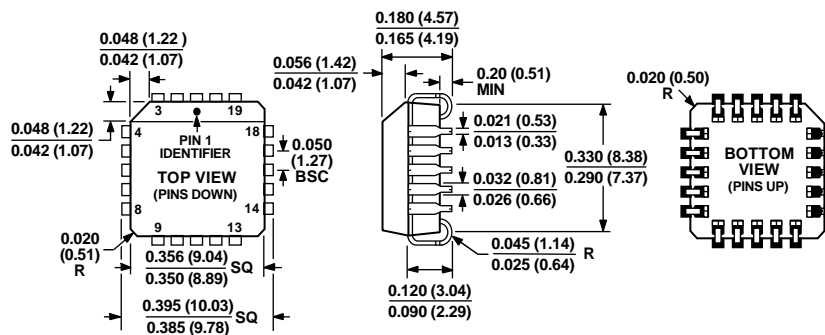 0.048 (1.22)
0.042 (1.07)
0.048 (1.22)
0.042 (1.07)
3
19
4
18
PIN 1
IDENTIFIER
TOP VIEW
(PINS DOWN)
8
14
9
13
0.050
(1.27)
BSC
0.020
(0.51)
R
0.356 (9.04)
0.350 (8.89)
SQ
0.395 (10.03)
0.385 (9.78)
SQ
0.180 (4.57)
0.165 (4.19)
0.056 (1.42)
0.042 (1.07)
0.20 (0.51)
MIN
0.021 (0.53)
0.013 (0.33)
0.032 (0.81)
0.026 (0.66)
0.330 (8.38)
0.290 (7.37)
0.045 (1.14)
0.025 (0.64)
R
0.120 (3.04)
0.090 (2.29)
0.020 (0.50)
R
BOTTOM
VIEW
(PINS UP)